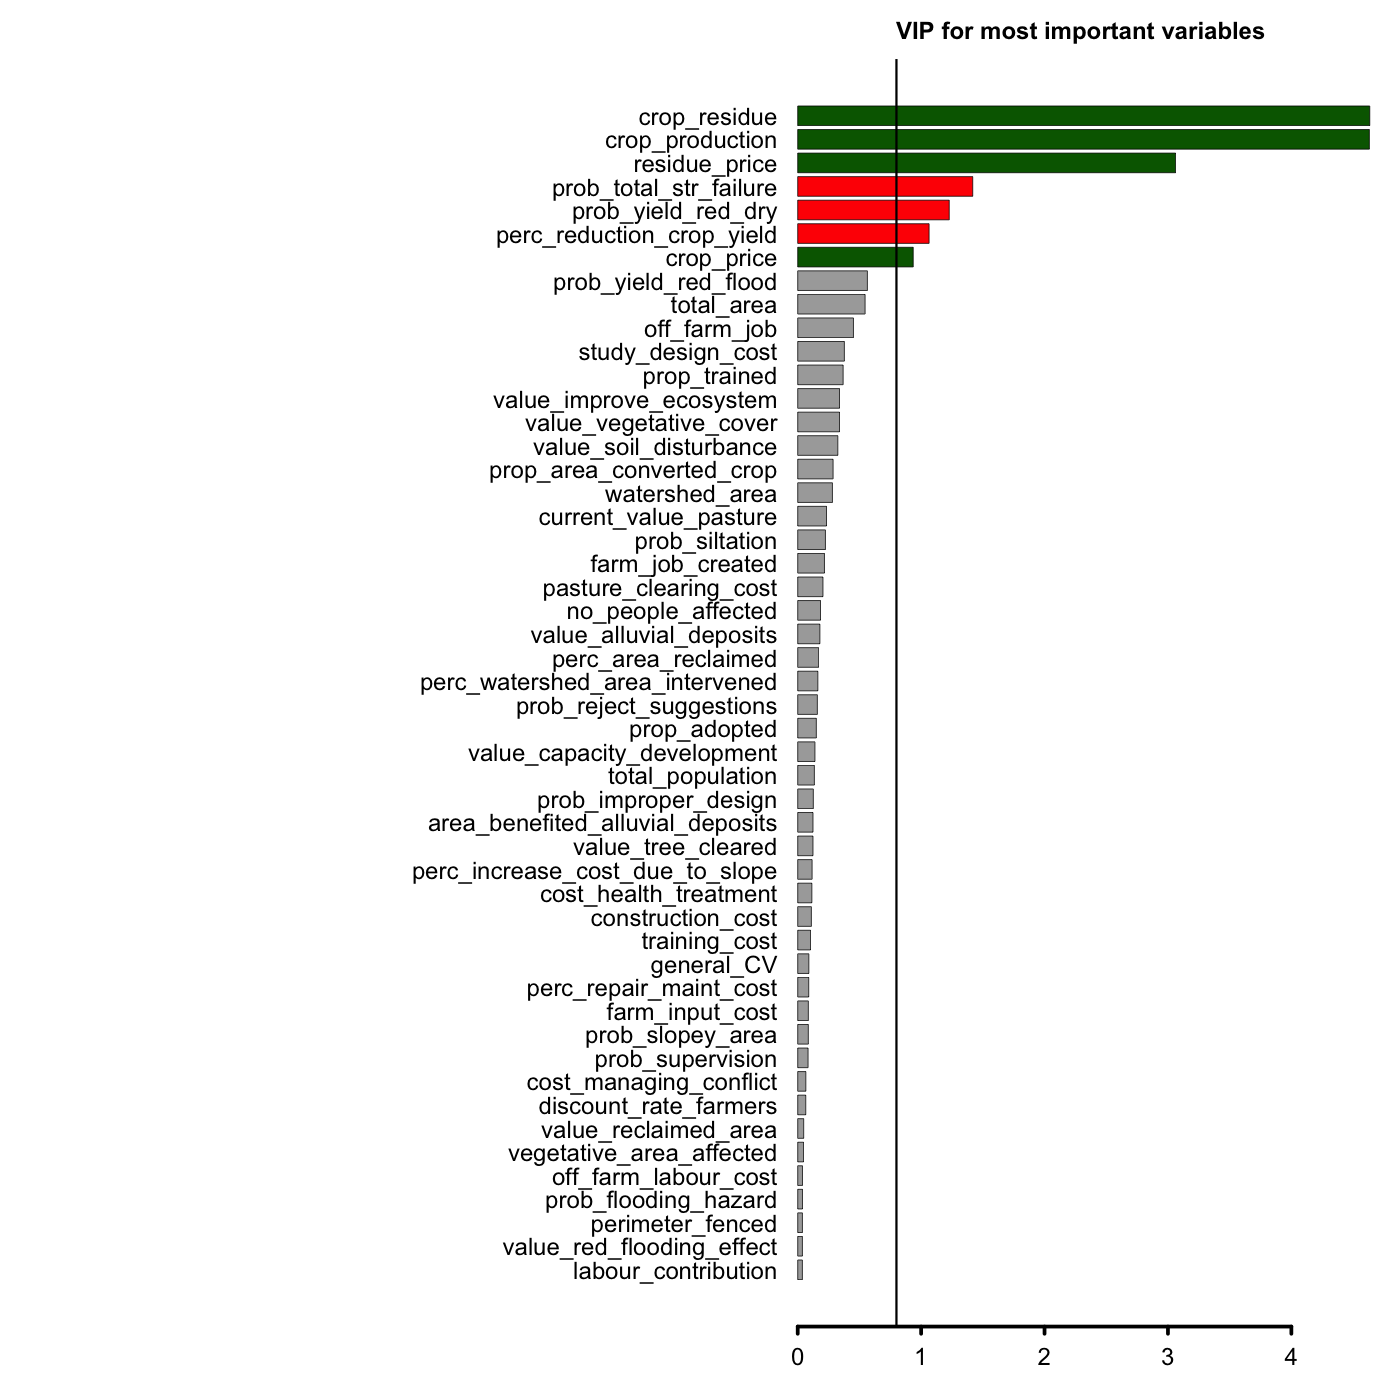 VIP for most important variables
crop_residue
crop_production
residue_price
prob_total_str_failure
prob_yield_red_dry
perc_reduction_crop_yield
crop_price
prob_yield_red_flood
total_area
off_farm_job
study_design_cost
prop_trained
value_improve_ecosystem
value_vegetative_cover
value_soil_disturbance
prop_area_converted_crop
watershed_area
current_value_pasture
prob_siltation
farm_job_created
pasture_clearing_cost
no_people_affected
value_alluvial_deposits
perc_area_reclaimed
perc_watershed_area_intervened
prob_reject_suggestions
prop_adopted
value_capacity_development
total_population
prob_improper_design
area_benefited_alluvial_deposits
value_tree_cleared
perc_increase_cost_due_to_slope
cost_health_treatment
construction_cost
training_cost
general_CV
perc_repair_maint_cost
farm_input_cost
prob_slopey_area
prob_supervision
cost_managing_conflict
discount_rate_farmers
value_reclaimed_area
vegetative_area_affected
off_farm_labour_cost
prob_flooding_hazard
perimeter_fenced
value_red_flooding_effect
labour_contribution
0 1 2 3 4